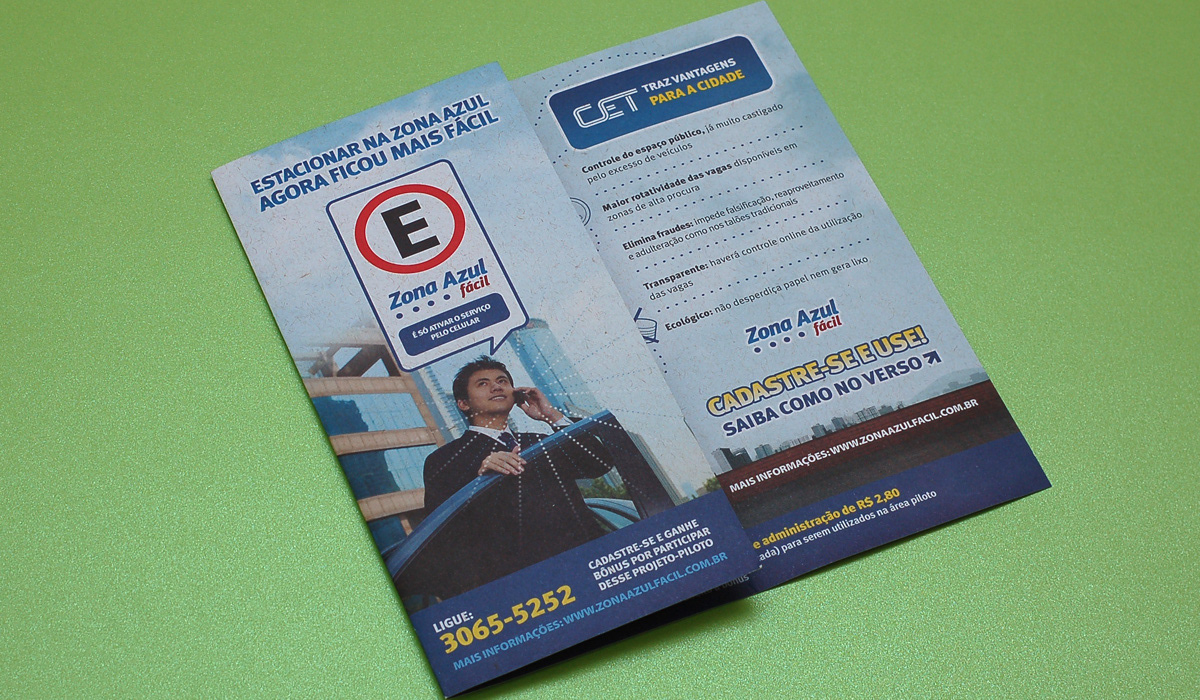 ESTACIONAR NA ZONA AZUL
AGORA FICOU MAIS FÁCIL
E
Zona Azul
fácil
É SÓ ATIVAR O SERVIÇO
PELO CELULAR
CADASTRE-SE E GANHE
BÔNUS POR PARTICIPAR
DESSE PROJETO-PILOTO
LIGUE:
3065-5252
MAIS INFORMAÇÕES: WWW.ZONAAZULFACIL.COM.BR
CET TRAZ VANTAGENS
PARA A CIDADE
Controle do espaço público, já muito castigado
pelo excesso de veículos
Maior rotatividade das vagas disponíveis em
zonas de alta procura
Elimina fraudes: impede falsificação, reaproveitamento
e adulteração como nos talões tradicionais
Transparente: haverá controle online da utilização
das vagas
Ecológico: não desperdiça papel nem gera lixo
Zona Azul
fácil
CADASTRE-SE E USE!
SAIBA COMO NO VERSO
MAIS INFORMAÇÕES: WWW.ZONAAZULFACIL.COM.BR
e administração de R$ 2,80
ada) para serem utilizados na área piloto